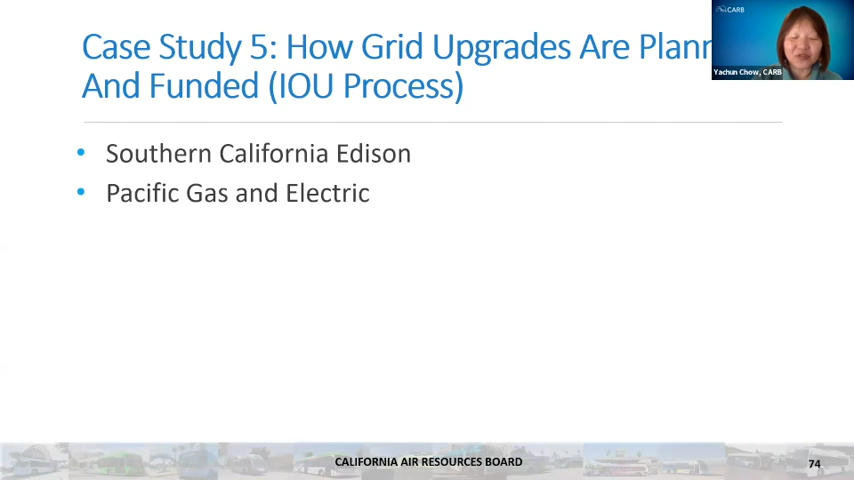 Case Study 5: How Grid Upgrades Are Plann
And Funded (IOU Process)
CARB
Yachun Chow, CARB
• Southern California Edison
• Pacific Gas and Electric
CALIFORNIA AIR RESOURCES BOARD
74